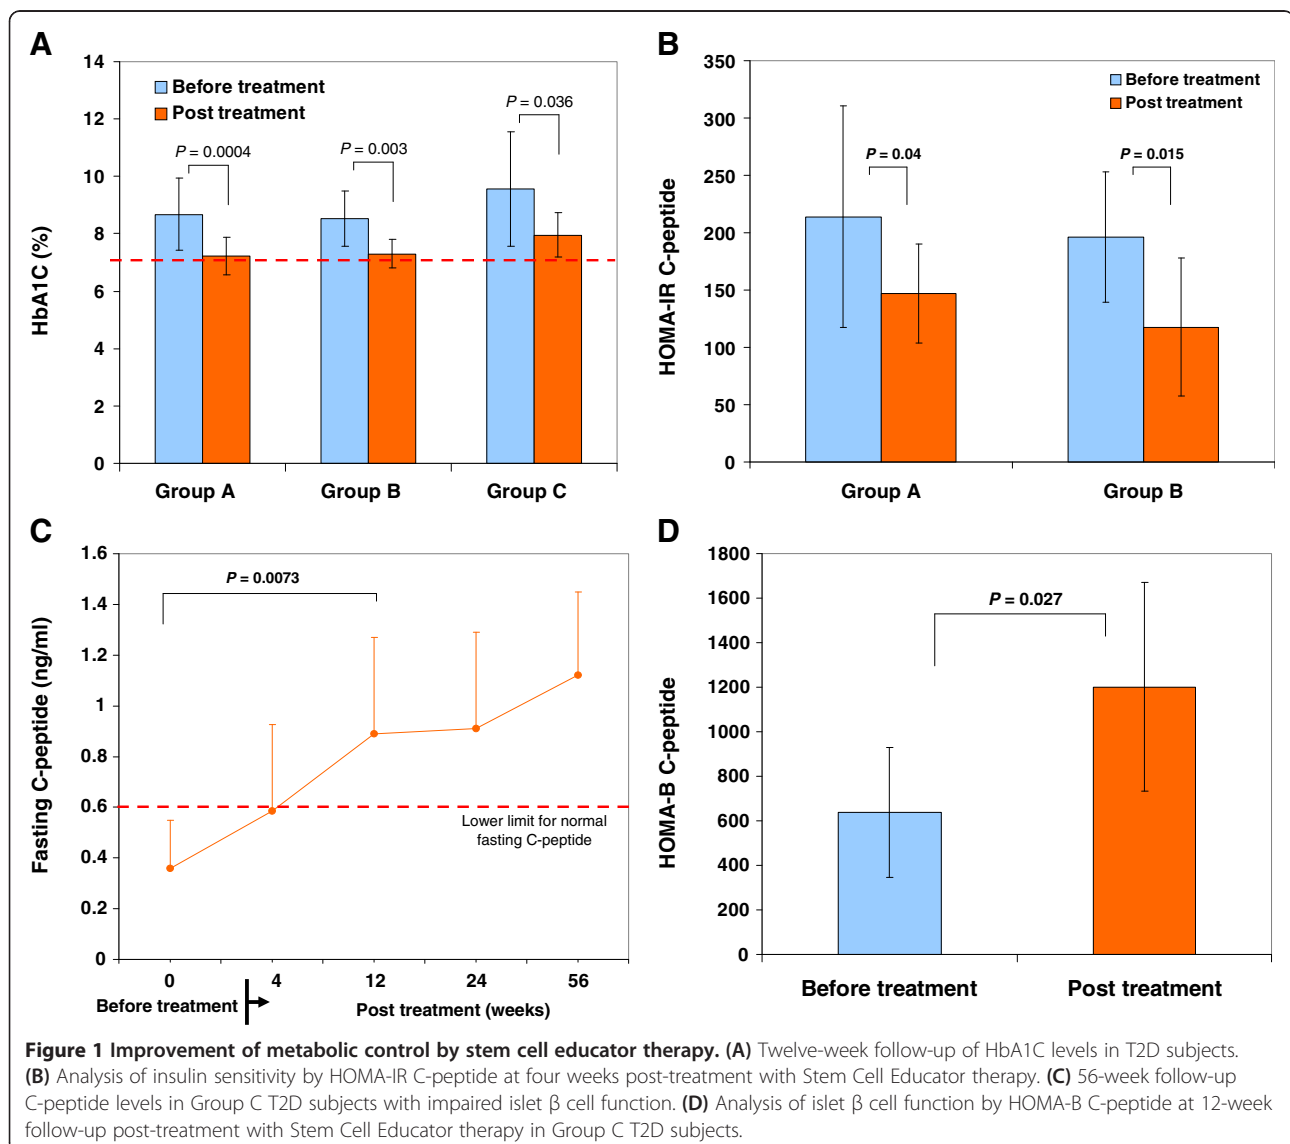 A
14
12
10
8
6
4
2
0
HbA1C (%)
Before treatment
Post treatment
P = 0.0004
P = 0.003
P = 0.036
Group A
Group B
Group C
B
350
300
250
200
150
100
50
0
HOMA-IR C-peptide
Before treatment
Post treatment
P = 0.04
P = 0.015
Group A
Group B
C
1.6
1.4
1.2
1
0.8
0.6
0.4
0.2
0
Fasting C-peptide (ng/ml)
P = 0.0073
Lower limit for normal
fasting C-peptide
0
4
12
24
56
Before treatment
Post treatment (weeks)
D
1800
1600
1400
1200
1000
800
600
400
200
0
HOMA-B C-peptide
P = 0.027
Before treatment
Post treatment
Figure 1 Improvement of metabolic control by stem cell educator therapy. (A) Twelve-week follow-up of HbA1C levels in T2D subjects.
(B) Analysis of insulin sensitivity by HOMA-IR C-peptide at four weeks post-treatment with Stem Cell Educator therapy. (C) 56-week follow-up
C-peptide levels in Group C T2D subjects with impaired islet β cell function. (D) Analysis of islet β cell function by HOMA-B C-peptide at 12-week
follow-up post-treatment with Stem Cell Educator therapy in Group C T2D subjects.